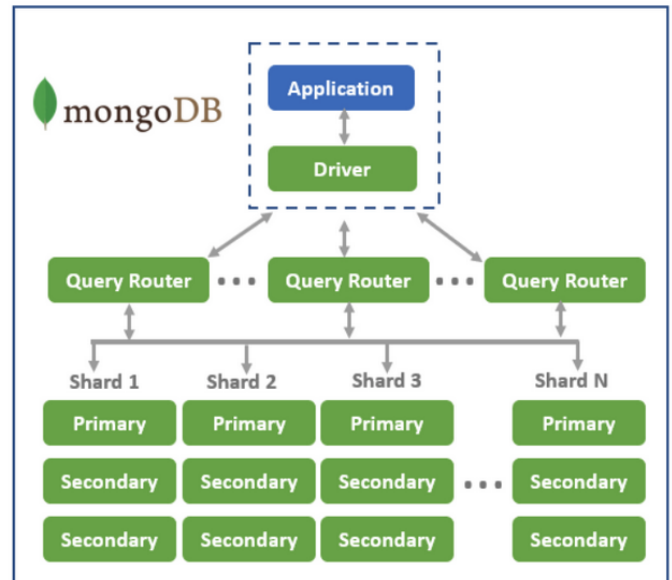 mongoDB
Application
Driver
Query Router ... Query Router ... Query Router
Shard 1 Shard 2 Shard 3 Shard N
Primary Primary Primary Primary
Secondary Secondary Secondary ... Secondary
Secondary Secondary Secondary Secondary